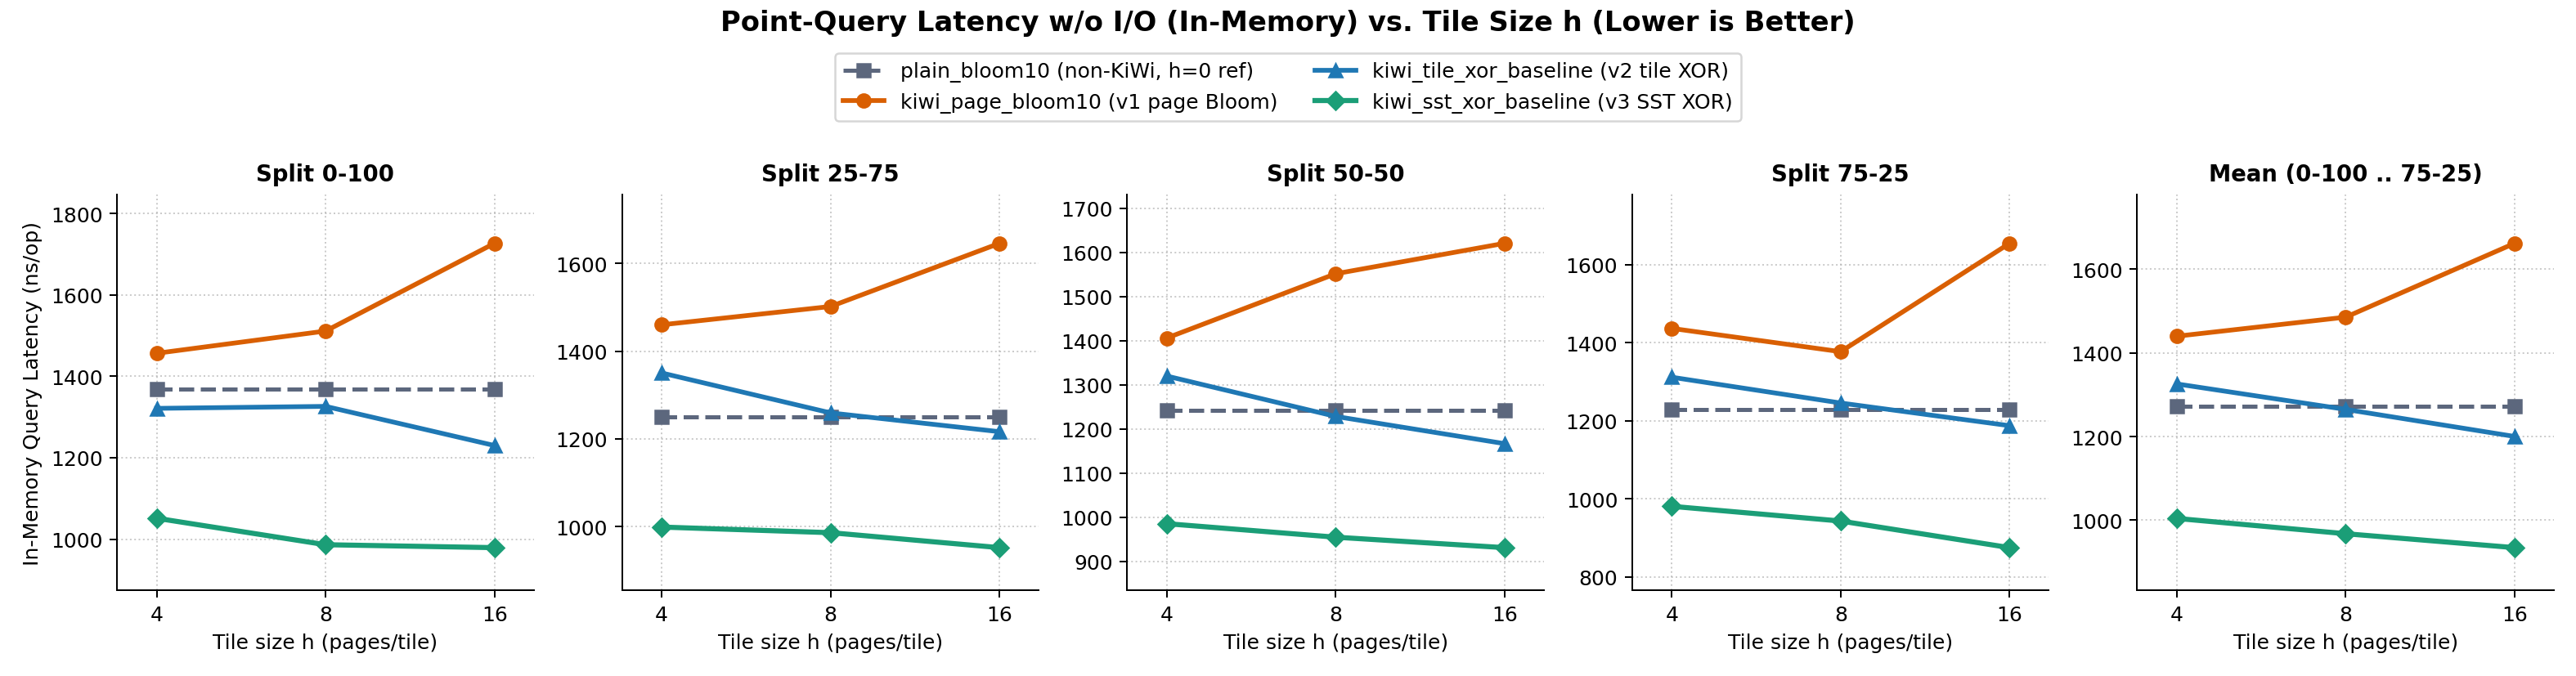 Point-Query Latency w/o I/O (In-Memory) vs. Tile Size h (Lower is Better)
plain_bloom10 (non-KiWi, h=0 ref)
kiwi_page_bloom10 (v1 page Bloom)
kiwi_tile_xor_baseline (v2 tile XOR)
kiwi_sst_xor_baseline (v3 SST XOR)
In-Memory Query Latency (ns/op)
Split 0-100
1800
1600
1400
1200
1000
4 8 16
Tile size h (pages/tile)
Split 25-75
1600
1400
1200
1000
4 8 16
Tile size h (pages/tile)
Split 50-50
1700
1600
1500
1400
1300
1200
1100
1000
900
4 8 16
Tile size h (pages/tile)
Split 75-25
1600
1400
1200
1000
800
4 8 16
Tile size h (pages/tile)
Mean (0-100 .. 75-25)
1600
1400
1200
1000
4 8 16
Tile size h (pages/tile)